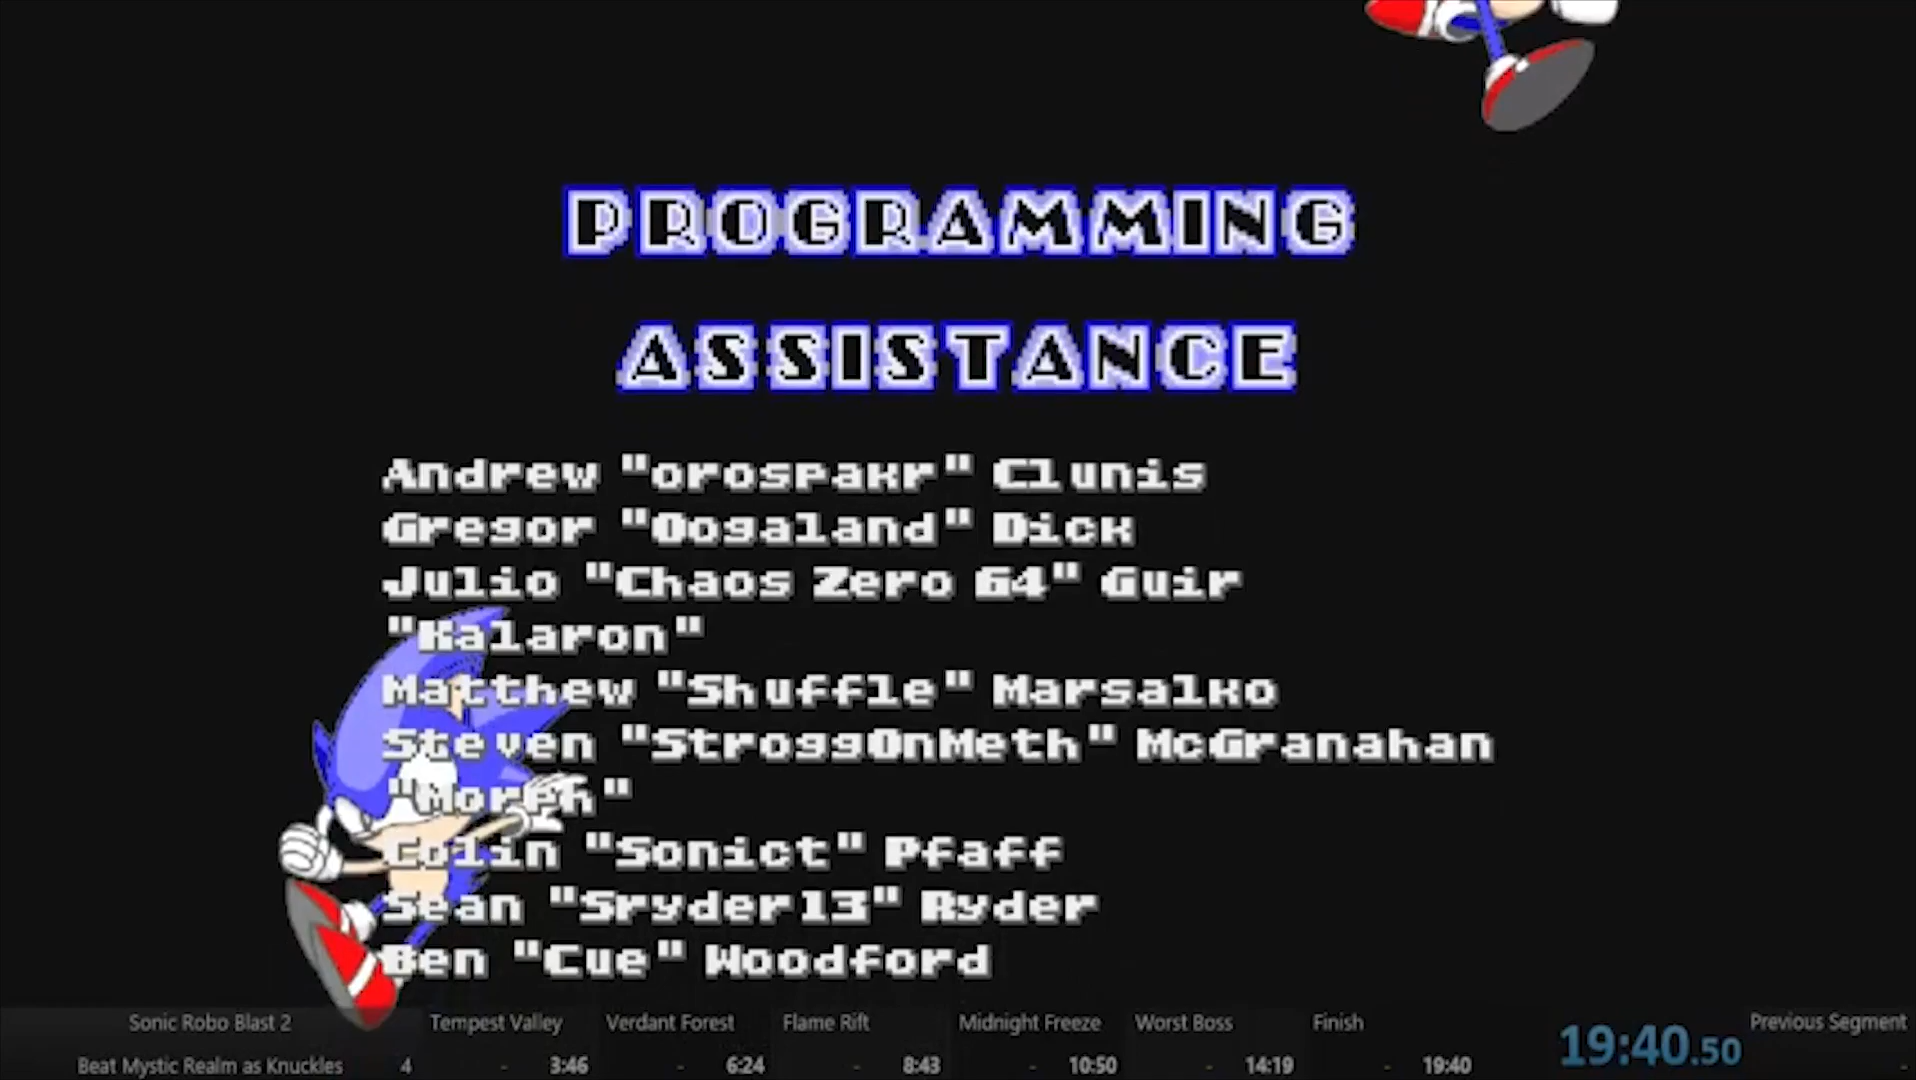 PROGRAMMING
ASSISTANCE
Andrew "orospakr" Clunis
Gregor "Oogaland" Dick
Julio "Chaos Zero 64" Guir
"Kalaron"
Matthew "Shuffle" Marsalko
Steven "StroggOnMeth" McGranahan
"Morph"
Colin "Sonict" Pfaff
Sean "Sryder13" Ryder
Ben "Cue" Woodford
Sonic Robo Blast 2 Tempest Valley Verdant Forest Flame Rift Midnight Freeze Worst Boss Finish 19:40.50 Previous Segment
Beat Mystic Realm as Knuckles 4 - 3:46 - 6:24 - 8:43 - 10:50 - 14:19 - 19:40 -